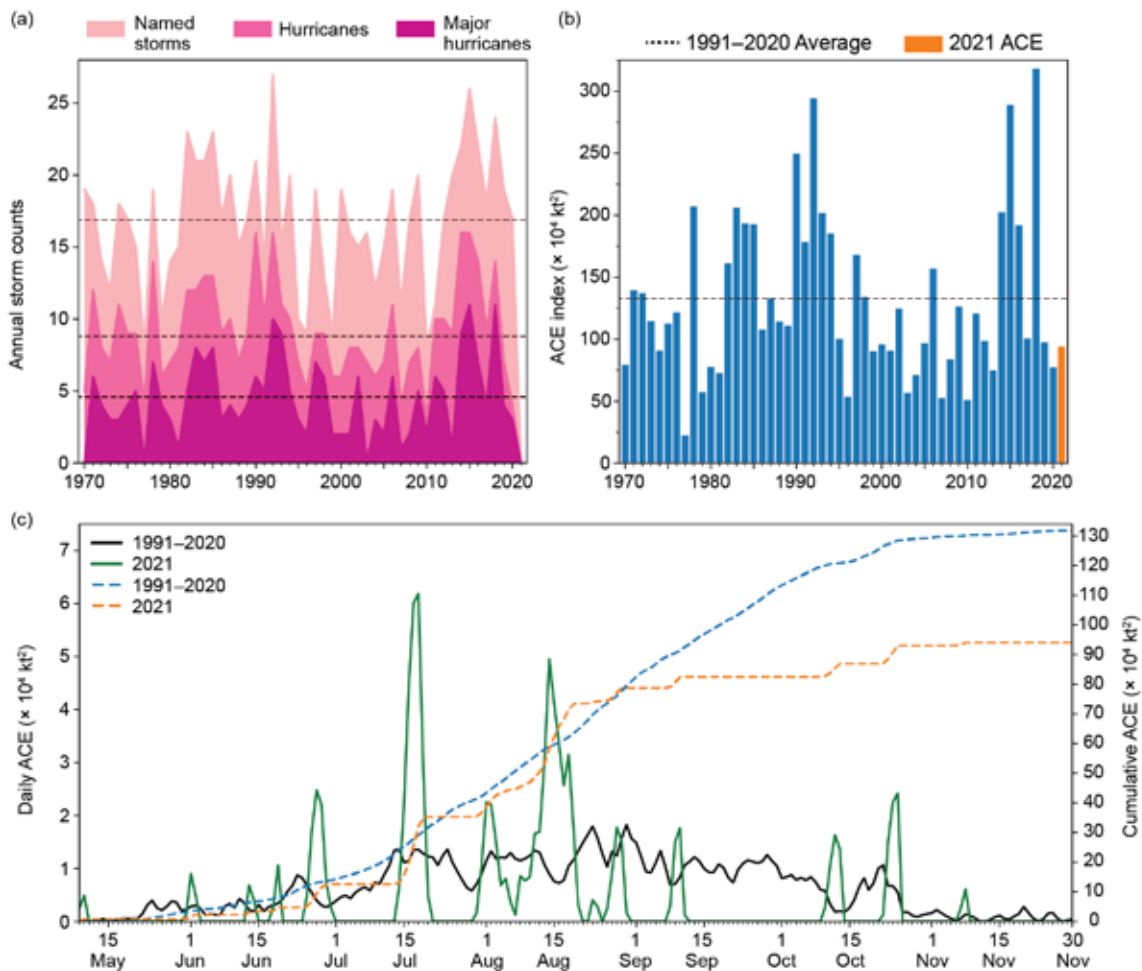 (a)
Named storms
Hurricanes
Major hurricanes
Annual storm counts
25
20
15
10
5
0
1970
1980
1990
2000
2010
2020
(b)
1991–2020 Average
2021 ACE
ACE index (× 10⁴ kt²)
300
250
200
150
100
50
0
1970
1980
1990
2000
2010
2020
(c)
1991–2020
2021
1991–2020
2021
Daily ACE (× 10⁴ kt²)
7
6
5
4
3
2
1
0
Cumulative ACE (× 10⁴ kt²)
130
120
110
100
90
80
70
60
50
40
30
20
10
0
15 May
1 Jun
15 Jun
1 Jul
15 Jul
1 Aug
15 Aug
1 Sep
15 Sep
1 Oct
15 Oct
1 Nov
15 Nov
30 Nov